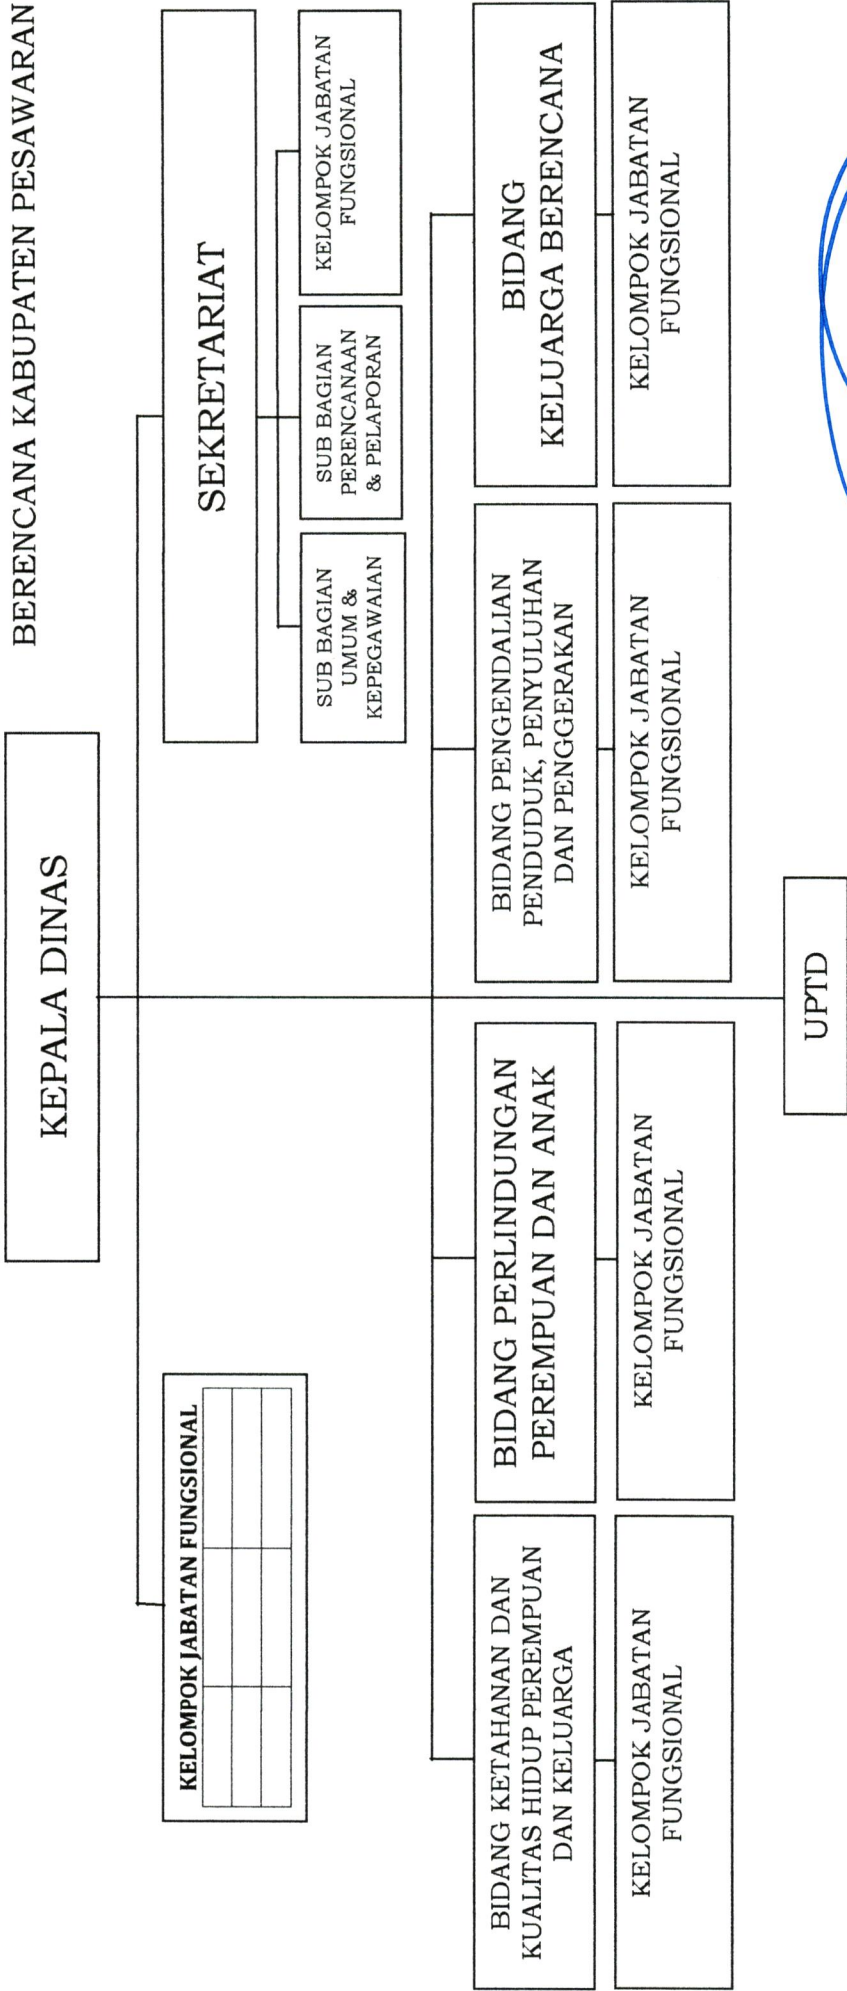 BERENCANA KABUPATEN PESAWARAN
KEPALA DINAS
KELOMPOK JABATAN FUNGSIONAL
SEKRETARIAT
SUB BAGIAN
UMUM &
KEPEGAWAIAN
SUB BAGIAN
PERENCANAAN
& PELAPORAN
KELOMPOK JABATAN
FUNGSIONAL
BIDANG KETAHANAN DAN
KUALITAS HIDUP PEREMPUAN
DAN KELUARGA
BIDANG PERLINDUNGAN
PEREMPUAN DAN ANAK
BIDANG PENGENDALIAN
PENDUDUK, PENYULUHAN
DAN PENGGERAKAN
BIDANG
KELUARGA BERENCANA
KELOMPOK JABATAN
FUNGSIONAL
KELOMPOK JABATAN
FUNGSIONAL
KELOMPOK JABATAN
FUNGSIONAL
KELOMPOK JABATAN
FUNGSIONAL
UPTD